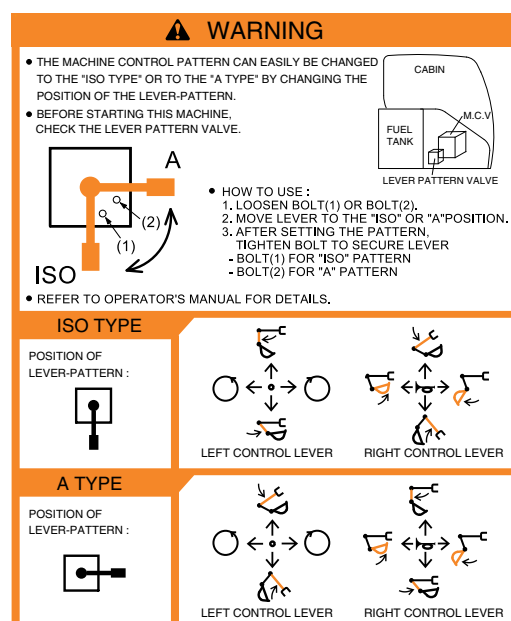 WARNING
● THE MACHINE CONTROL PATTERN CAN EASILY BE CHANGED
TO THE "ISO TYPE" OR TO THE "A TYPE" BY CHANGING THE
POSITION OF THE LEVER-PATTERN.
● BEFORE STARTING THIS MACHINE,
CHECK THE LEVER PATTERN VALVE.
CABIN
M.C.V
FUEL
TANK
LEVER PATTERN VALVE
A
(2)
(1)
ISO
● HOW TO USE :
1. LOOSEN BOLT(1) OR BOLT(2).
2. MOVE LEVER TO THE "ISO" OR "A"POSITION.
3. AFTER SETTING THE PATTERN,
TIGHTEN BOLT TO SECURE LEVER
- BOLT(1) FOR "ISO" PATTERN
- BOLT(2) FOR "A" PATTERN
● REFER TO OPERATOR'S MANUAL FOR DETAILS.
ISO TYPE
POSITION OF
LEVER-PATTERN :
LEFT CONTROL LEVER
RIGHT CONTROL LEVER
A TYPE
POSITION OF
LEVER-PATTERN :
LEFT CONTROL LEVER
RIGHT CONTROL LEVER